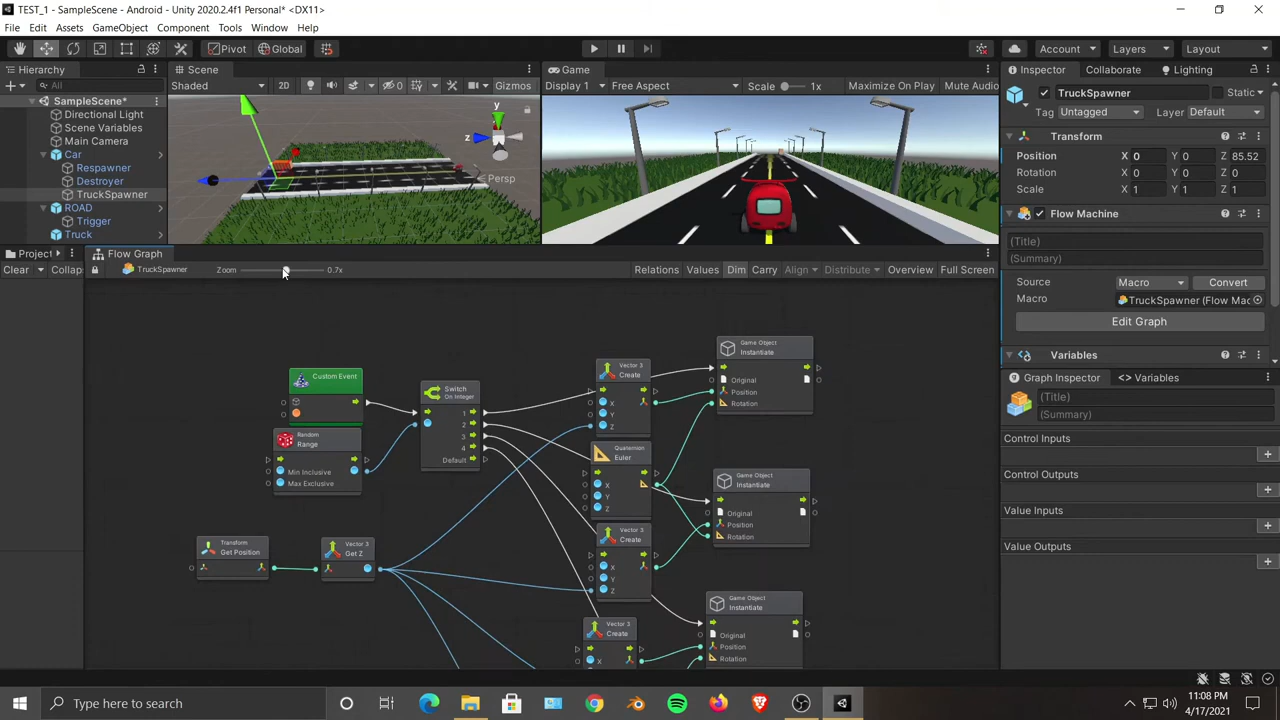 TEST_1 - SampleScene - Android - Unity 2020.2.4f1 Personal* <DX11>
File Edit Assets GameObject Component Tools Window Help
Pivot Global Account Layers Layout
Hierarchy Scene Game Inspector Collaborate Lighting
All Shaded 2D 0 Gizmos Display 1 Free Aspect Scale 1x Maximize On Play Mute Audio
SampleScene*
Directional Light
Scene Variables
Main Camera
Car
Respawner
Destroyer
TruckSpawner
ROAD
Trigger
Truck
y
z
Persp
TruckSpawner Static
Tag Untagged Layer Default
Transform
Position X 0 Y 0 Z 85.52
Rotation X 0 Y 0 Z 0
Scale X 1 Y 1 Z 1
Flow Machine
(Title)
(Summary)
Source Macro Convert
Macro TruckSpawner (Flow Mac
Edit Graph
Variables
Graph Inspector Variables
(Title)
(Summary)
Control Inputs
Control Outputs
Value Inputs
Value Outputs
Project Flow Graph
Clear Collaps TruckSpawner Zoom 0.7x Relations Values Dim Carry Align Distribute Overview Full Screen
Custom Event
Random
Range
Min Inclusive
Max Exclusive
Transform
Get Position
Vector 3
Get Z
Switch
On Integer
1
2
3
4
Default
Vector 3
Create
X
Y
Z
Quaternion
Euler
X
Y
Z
Vector 3
Create
X
Y
Z
Vector 3
Create
X
Game Object
Instantiate
Original
Position
Rotation
Game Object
Instantiate
Original
Position
Rotation
Game Object
Instantiate
Original
Position
Rotation
Type here to search
11:08 PM
4/17/2021